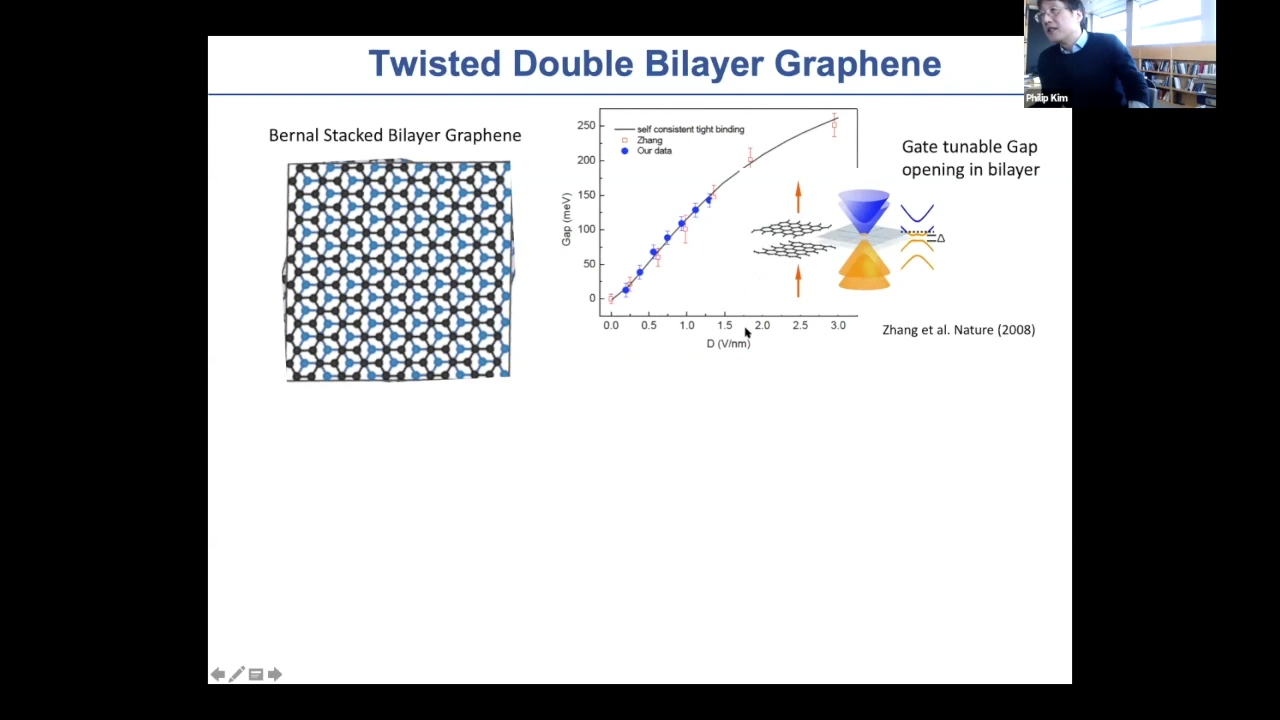 Twisted Double Bilayer Graphene
Philip Kim
Bernal Stacked Bilayer Graphene
Gap (meV)
250
200
150
100
50
0
self consistent tight binding
Zhang
Our data
0.0 0.5 1.0 1.5 2.0 2.5 3.0
D (V/nm)
Gate tunable Gap
opening in bilayer
Δ
Zhang et al. Nature (2008)